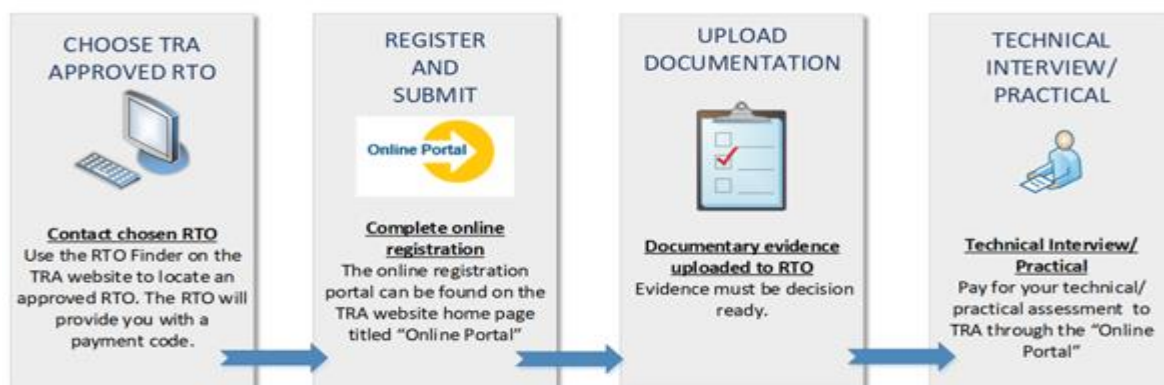 CHOOSE TRA
APPROVED RTO
Contact chosen RTO
Use the RTO Finder on the
TRA website to locate an
approved RTO. The RTO will
provide you with a
payment code.
REGISTER
AND
SUBMIT
Online Portal
Complete online
registration
The online registration
portal can be found on the
TRA website home page
titled “Online Portal”
UPLOAD
DOCUMENTATION
Documentary evidence
uploaded to RTO
Evidence must be decision
ready.
TECHNICAL
INTERVIEW/
PRACTICAL
Technical Interview/
Practical
Pay for your technical/
practical assessment to
TRA through the “Online
Portal”